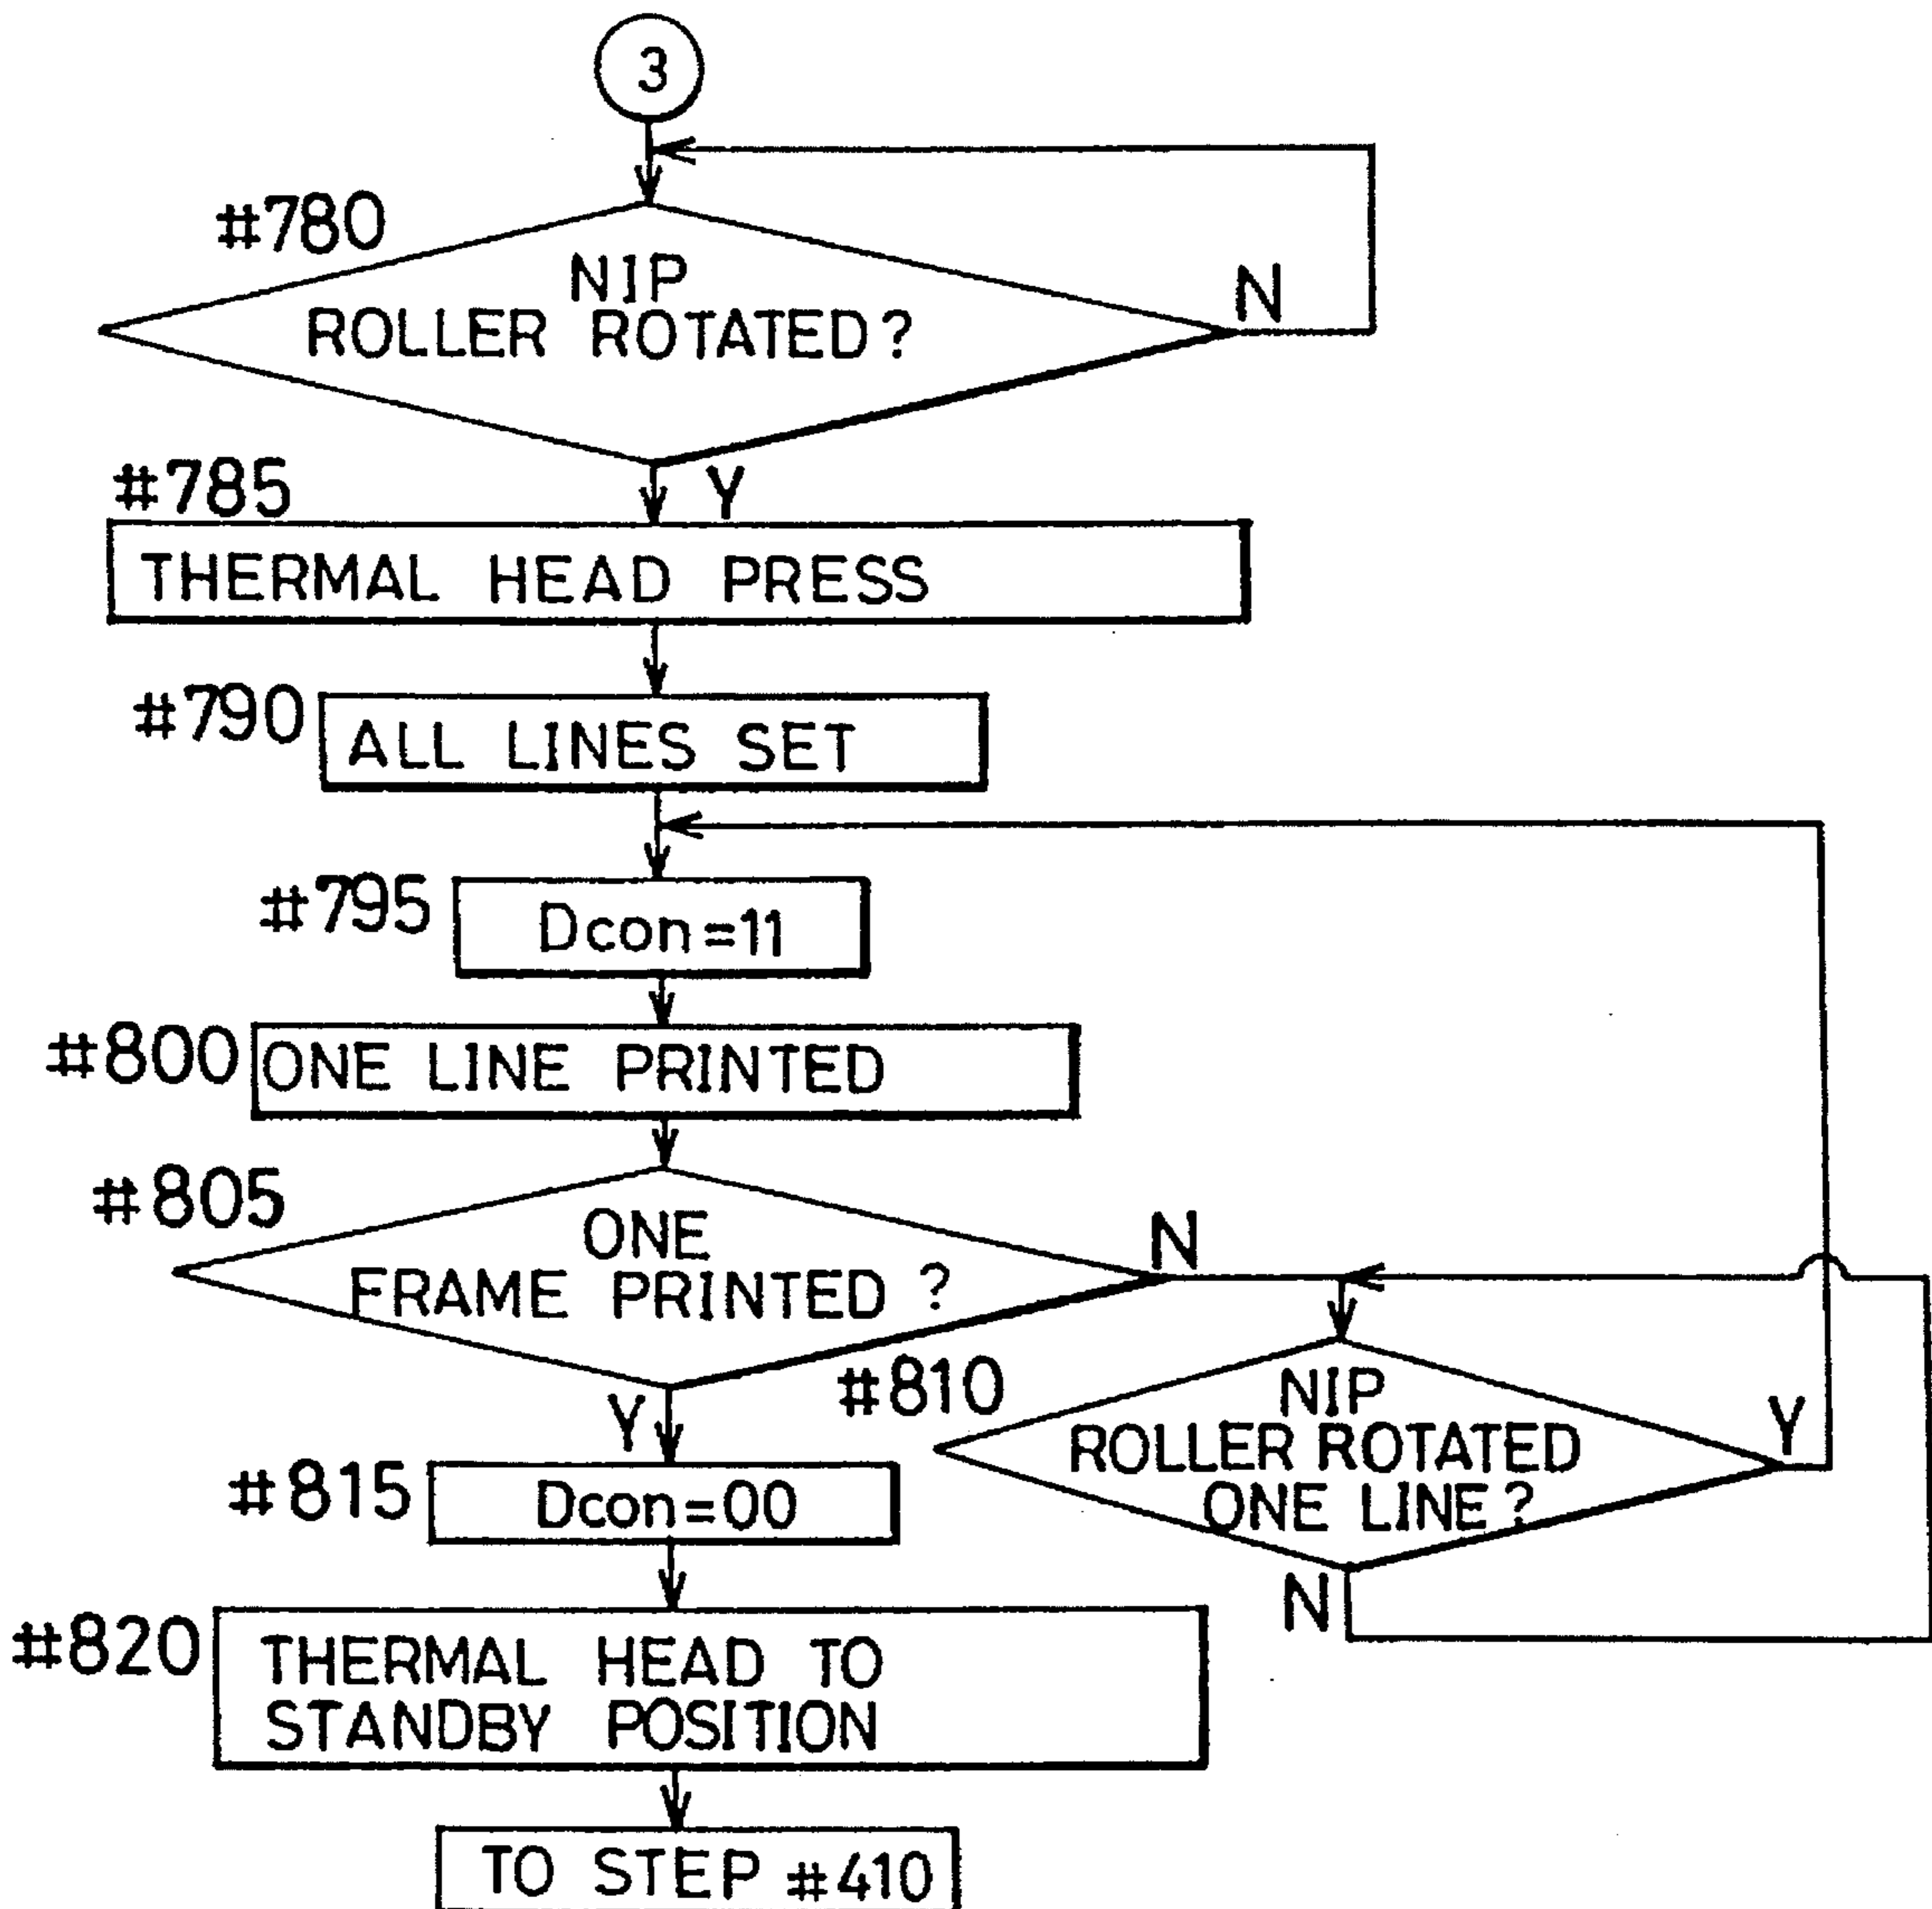 3
#780
NIP
ROLLER ROTATED?
N
Y
#785
THERMAL HEAD PRESS
#790
ALL LINES SET
#795
Dcon=11
#800
ONE LINE PRINTED
#805
ONE
FRAME PRINTED ?
N
Y
#810
NIP
ROLLER ROTATED
ONE LINE?
Y
N
#815
Dcon=00
#820
THERMAL HEAD TO
STANDBY POSITION
TO STEP #410